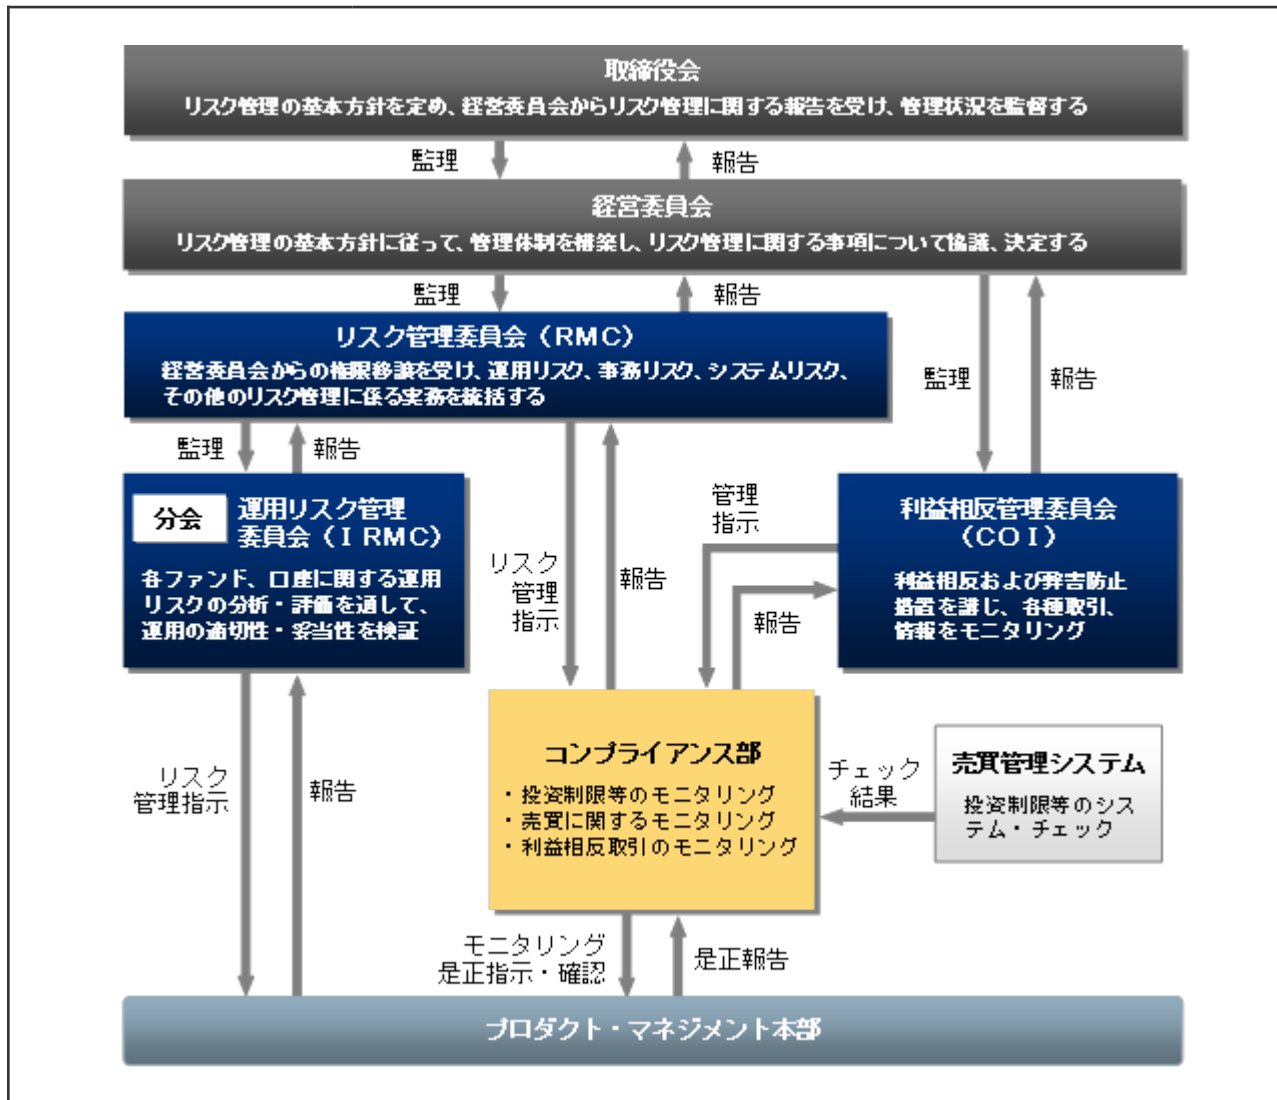 取締役会
リスク管理の基本方針を定め、経営委員会からリスク管理に関する報告を受け、管理状況を監督する
監理
報告
経営委員会
リスク管理の基本方針に従って、管理体制を構築し、リスク管理に関する事項について協議、決定する
監理
報告
リスク管理委員会（RMC）
経営委員会からの権限移譲を受け、運用リスク、事務リスク、システムリスク、
その他のリスク管理に係る実務を統括する
監理
報告
監理
報告
分会
運用リスク管理
委員会（I RMC）
各ファンド、口座に関する運用
リスクの分析・評価を通して、
運用の適切性・妥当性を検証
リスク
管理
指示
報告
管理
指示
報告
利益相反管理委員会
（COI）
利益相反および弊害防止
措置を講じ、各種取引、
情報をモニタリング
リスク
管理指示
報告
コンプライアンス部
・投資制限等のモニタリング
・売買に関するモニタリング
・利益相反取引のモニタリング
チェック
結果
売買管理システム
投資制限等のシス
テム・チェック
モニタリング
是正指示・確認
是正報告
プロダクト・マネジメント本部